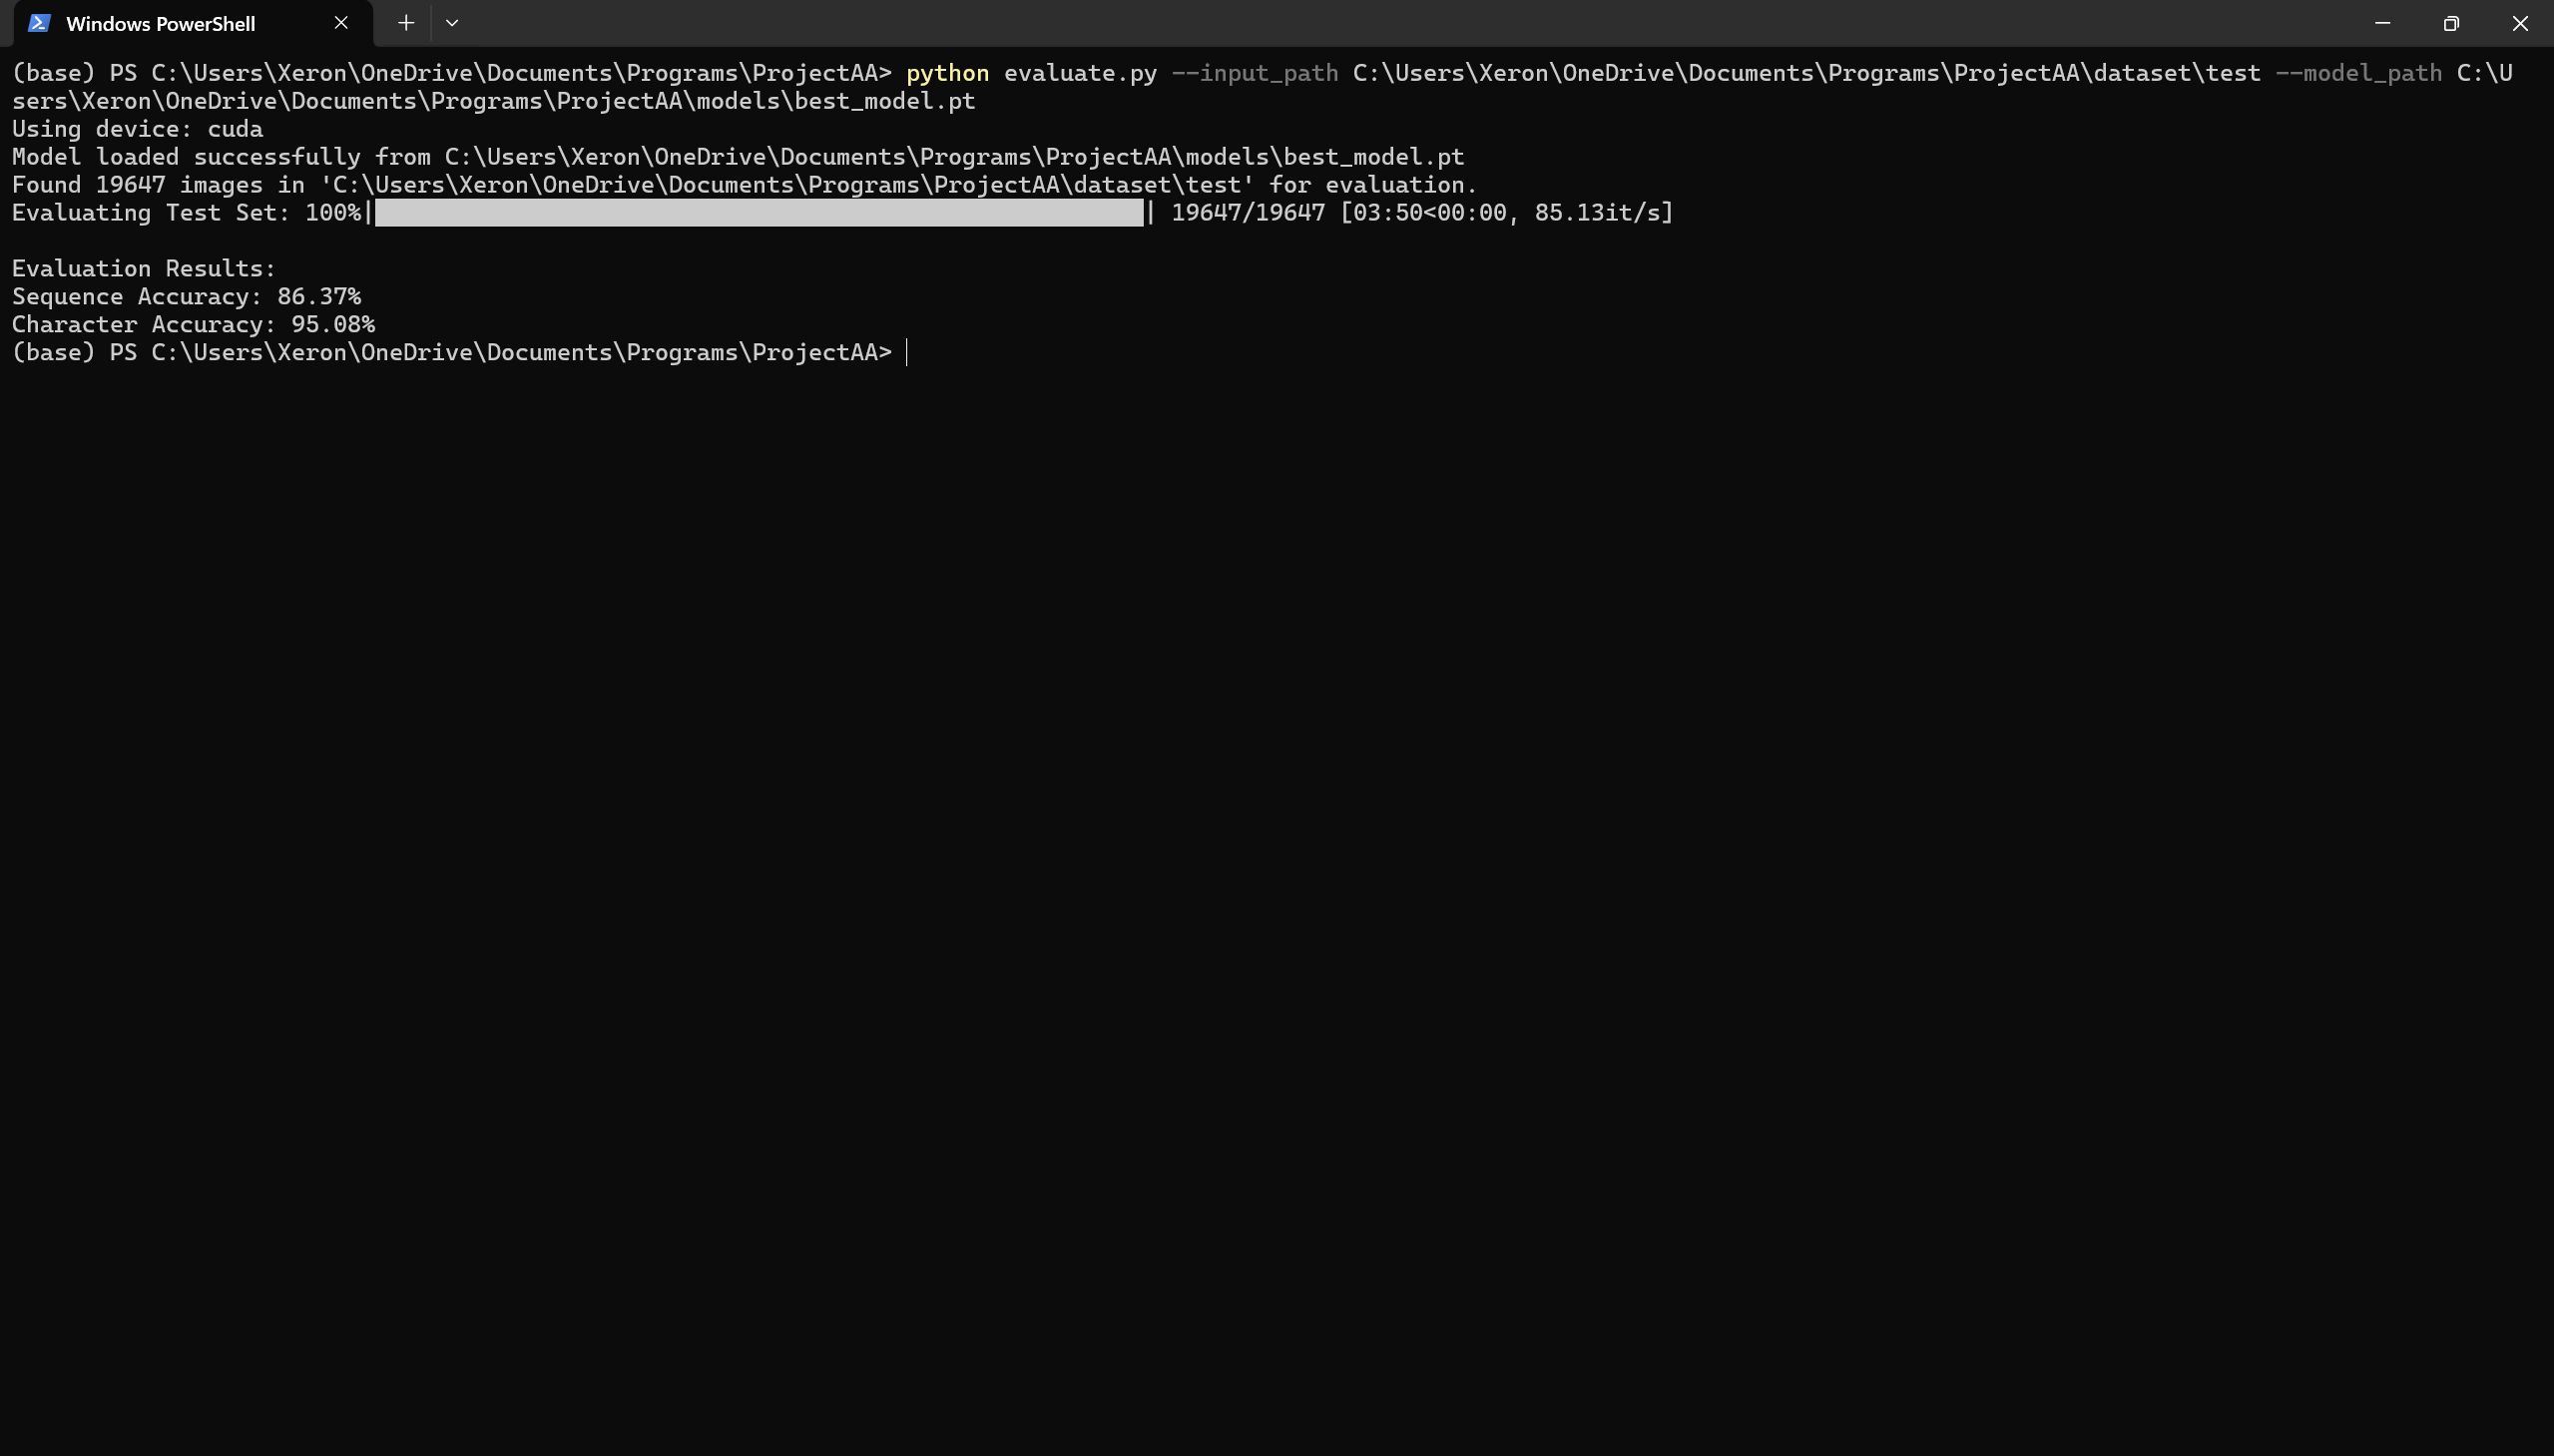 Windows PowerShell
(base) PS C:\Users\Xeron\OneDrive\Documents\Programs\ProjectAA> python evaluate.py --input_path C:\Users\Xeron\OneDrive\Documents\Programs\ProjectAA\dataset\test --model_path C:\U
sers\Xeron\OneDrive\Documents\Programs\ProjectAA\models\best_model.pt
Using device: cuda
Model loaded successfully from C:\Users\Xeron\OneDrive\Documents\Programs\ProjectAA\models\best_model.pt
Found 19647 images in 'C:\Users\Xeron\OneDrive\Documents\Programs\ProjectAA\dataset\test' for evaluation.
Evaluating Test Set: 100%|| 19647/19647 [03:50<00:00, 85.13it/s]
Evaluation Results:
Sequence Accuracy: 86.37%
Character Accuracy: 95.08%
(base) PS C:\Users\Xeron\OneDrive\Documents\Programs\ProjectAA>